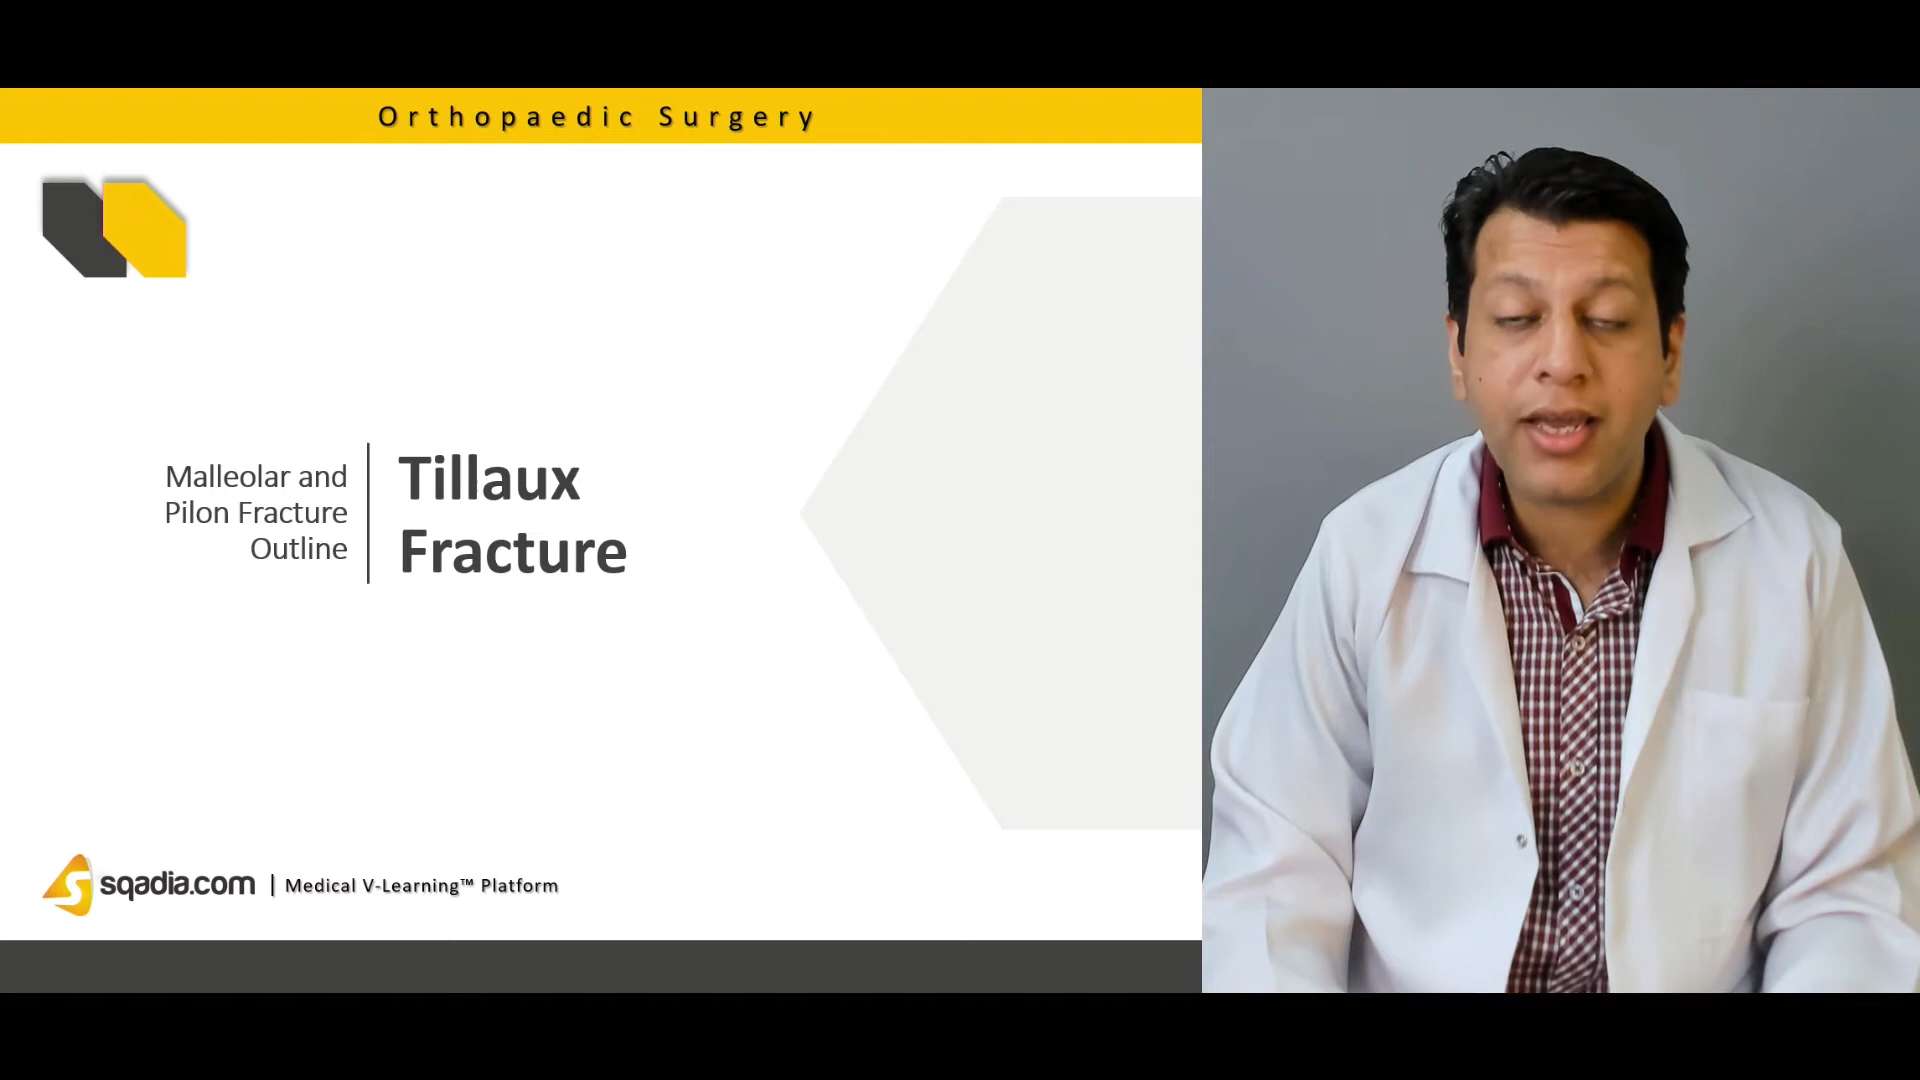 Orthopaedic Surgery
Malleolar and
Pilon Fracture
Outline
Tillaux
Fracture
sqadia.com | Medical V-Learning™ Platform